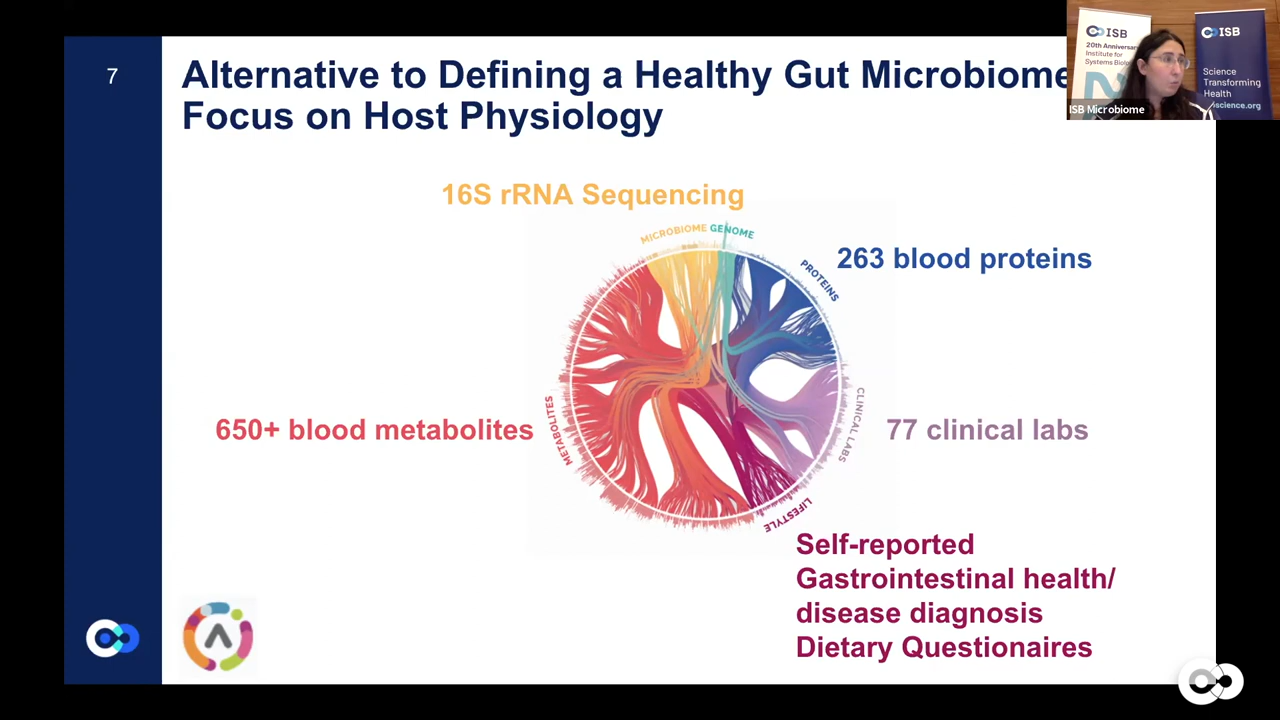 7
Alternative to Defining a Healthy Gut Microbiome
Focus on Host Physiology
ISB
20th Anniversary
Institute for
ISB
Science
Transforming
Health
ISB Microbiome
16S rRNA Sequencing
MICROBIOME GENOME
263 blood proteins
PROTEINS
650+ blood metabolites
METABOLITES
CLINICAL LABS
77 clinical labs
LIFESTYLE
Self-reported
Gastrointestinal health/
disease diagnosis
Dietary Questionaires